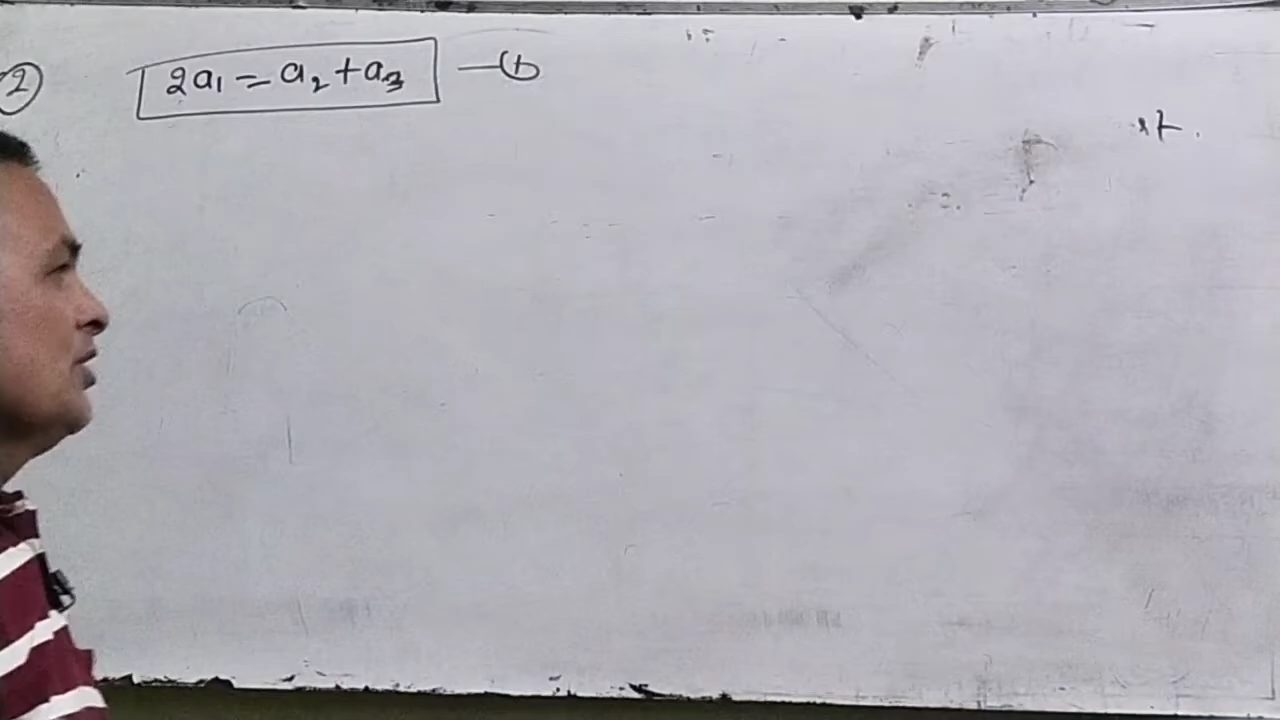 ②
2a₁ = a₂ + a₃ —①